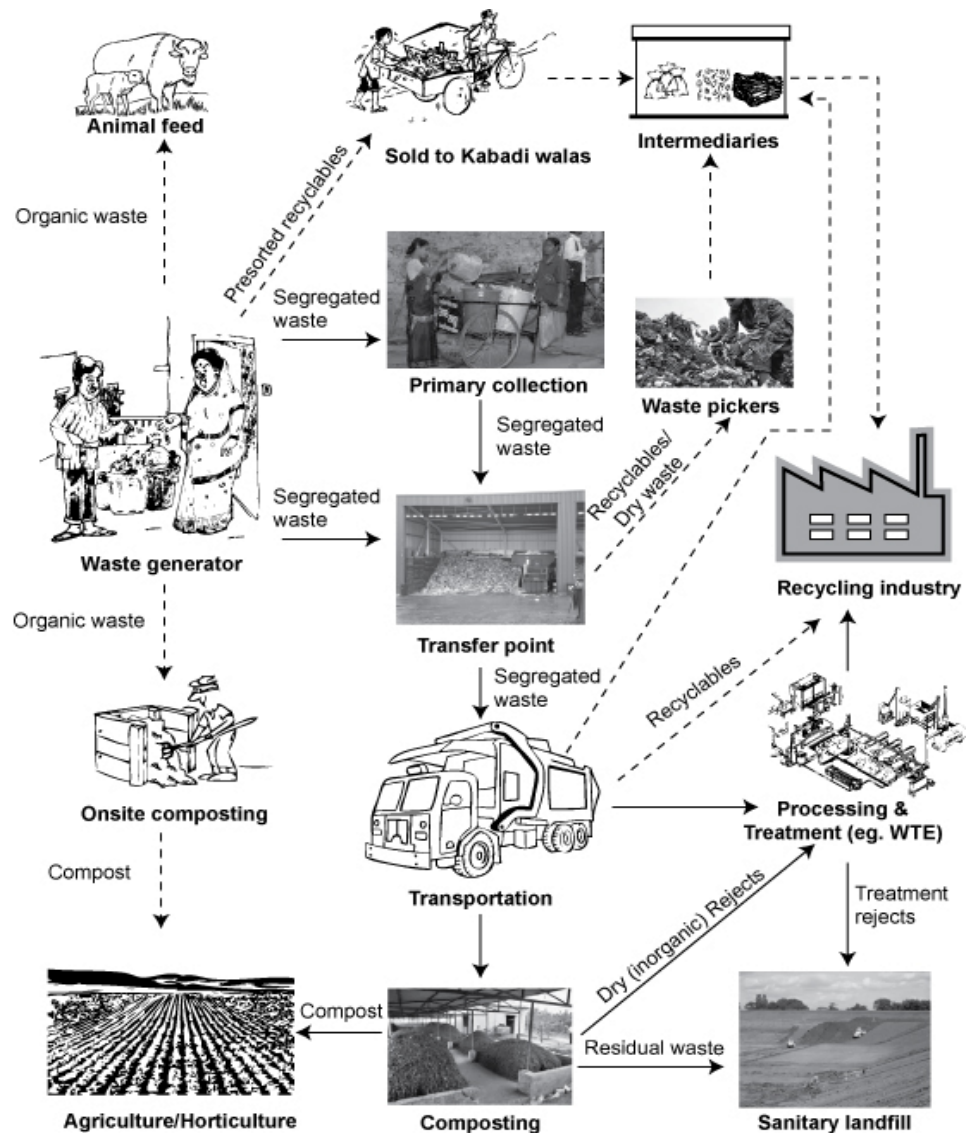 Animal feed
Sold to Kabadi walas
Intermediaries
Organic waste
Presorted recyclables
Segregated
waste
Primary collection
Waste pickers
Segregated
waste
Segregated
waste
Recyclables/
Dry waste
Waste generator
Transfer point
Recycling industry
Organic waste
Segregated
waste
Recyclables
Onsite composting
Processing &
Treatment (eg. WTE)
Compost
Transportation
Dry (inorganic) Rejects
Treatment
rejects
Compost
Residual waste
Agriculture/Horticulture
Composting
Sanitary landfill